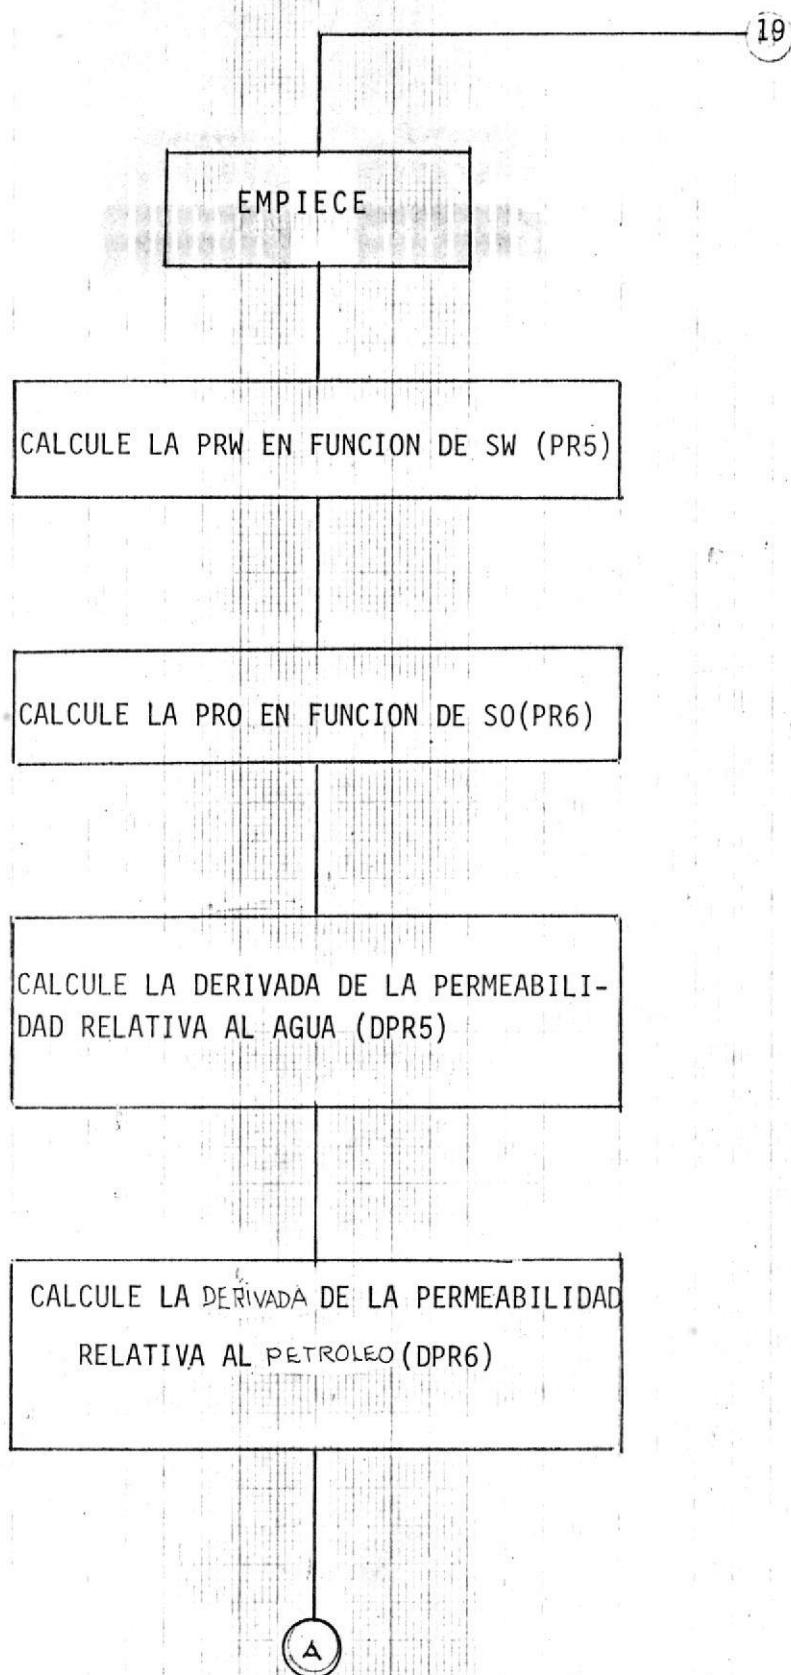 19
EMPIECE
CALCULE LA PRW EN FUNCION DE SW (PR5)
CALCULE LA PRO EN FUNCION DE SO(PR6)
CALCULE LA DERIVADA DE LA PERMEABILI-
DAD RELATIVA AL AGUA (DPR5)
CALCULE LA DERIVADA DE LA PERMEABILIDAD
RELATIVA AL PETROLEO (DPR6)
A